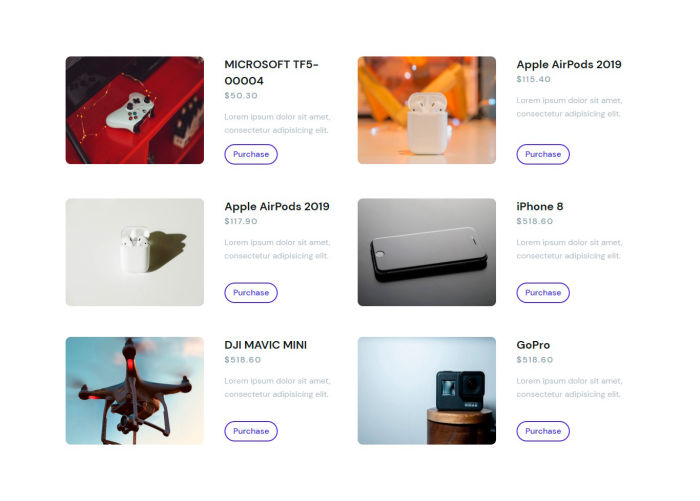 MICROSOFT TF5-
00004
$50.30
Lorem ipsum dolor sit amet,
consectetur adipisicing elit.
Purchase
Apple AirPods 2019
$115.40
Lorem ipsum dolor sit amet,
consectetur adipisicing elit.
Purchase
Apple AirPods 2019
$117.90
Lorem ipsum dolor sit amet,
consectetur adipisicing elit.
Purchase
iPhone 8
$518.60
Lorem ipsum dolor sit amet,
consectetur adipisicing elit.
Purchase
DJI MAVIC MINI
$518.60
Lorem ipsum dolor sit amet,
consectetur adipisicing elit.
Purchase
GoPro
$518.60
Lorem ipsum dolor sit amet,
consectetur adipisicing elit.
Purchase